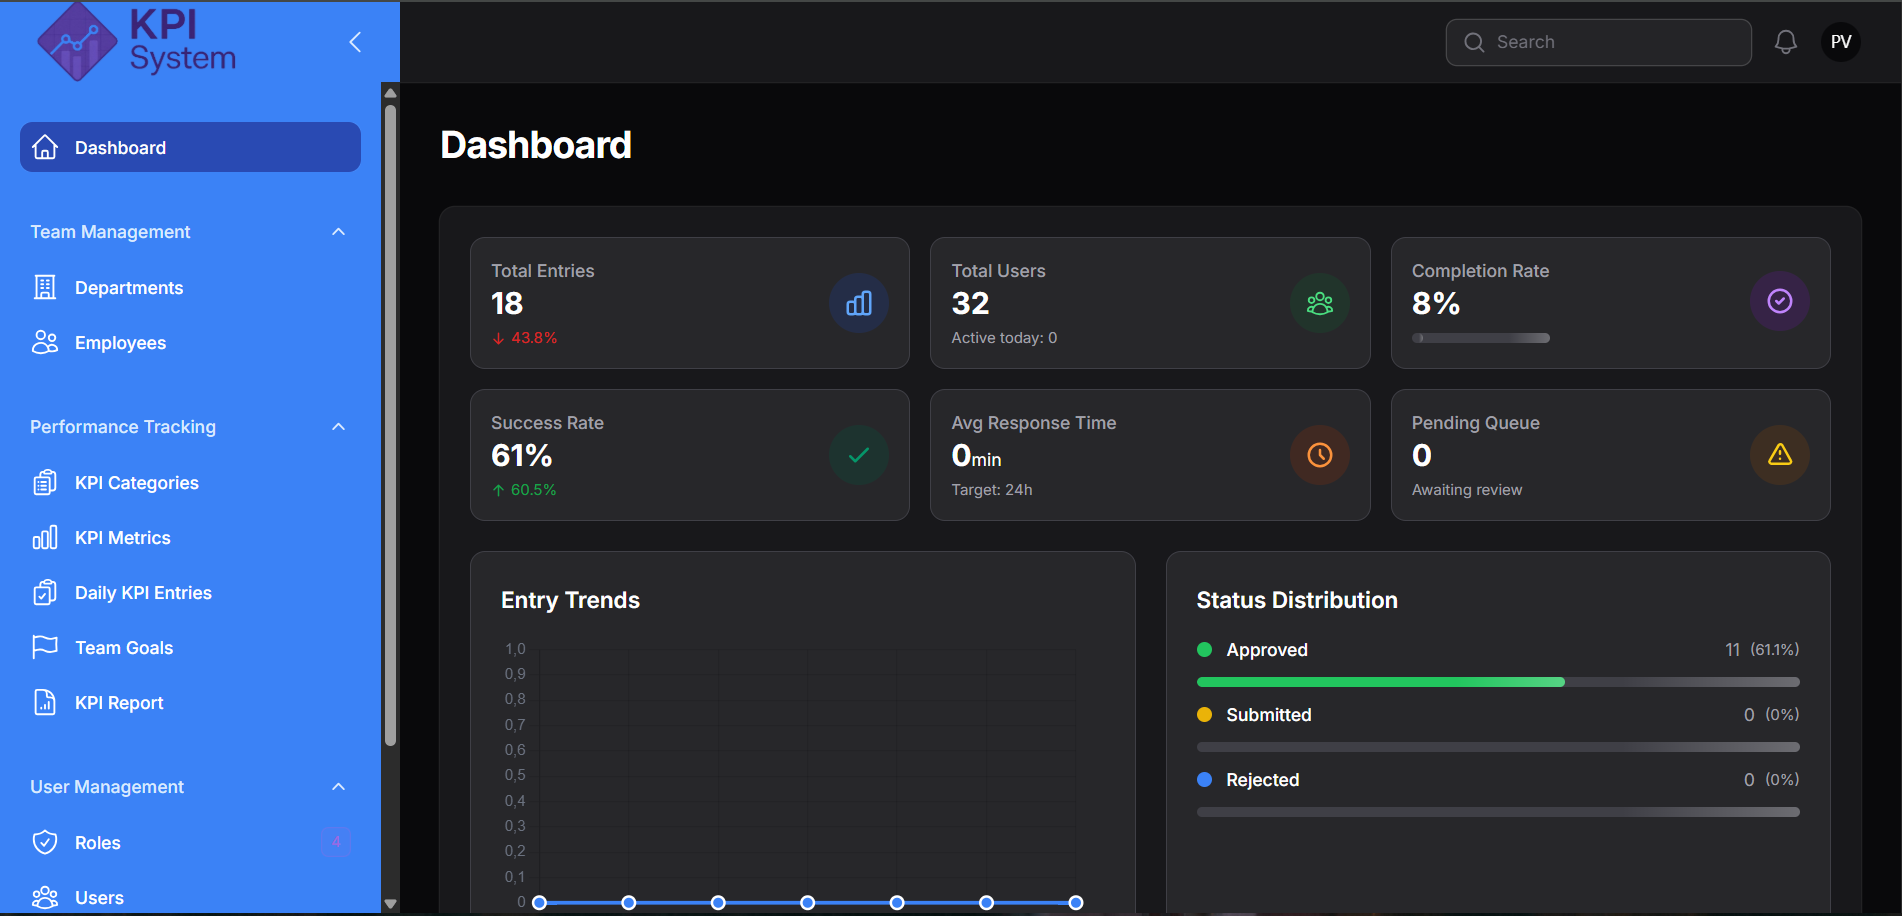 KPI
System
Search
PV
Dashboard
Team Management
Departments
Employees
Performance Tracking
KPI Categories
KPI Metrics
Daily KPI Entries
Team Goals
KPI Report
User Management
Roles
4
Users
Dashboard
Total Entries
18
43.8%
Total Users
32
Active today: 0
Completion Rate
8%
Success Rate
61%
60.5%
Avg Response Time
0min
Target: 24h
Pending Queue
0
Awaiting review
Entry Trends
1,0
0,9
0,8
0,7
0,6
0,5
0,4
0,3
0,2
0,1
0
Status Distribution
Approved 11 (61.1%)
Submitted 0 (0%)
Rejected 0 (0%)